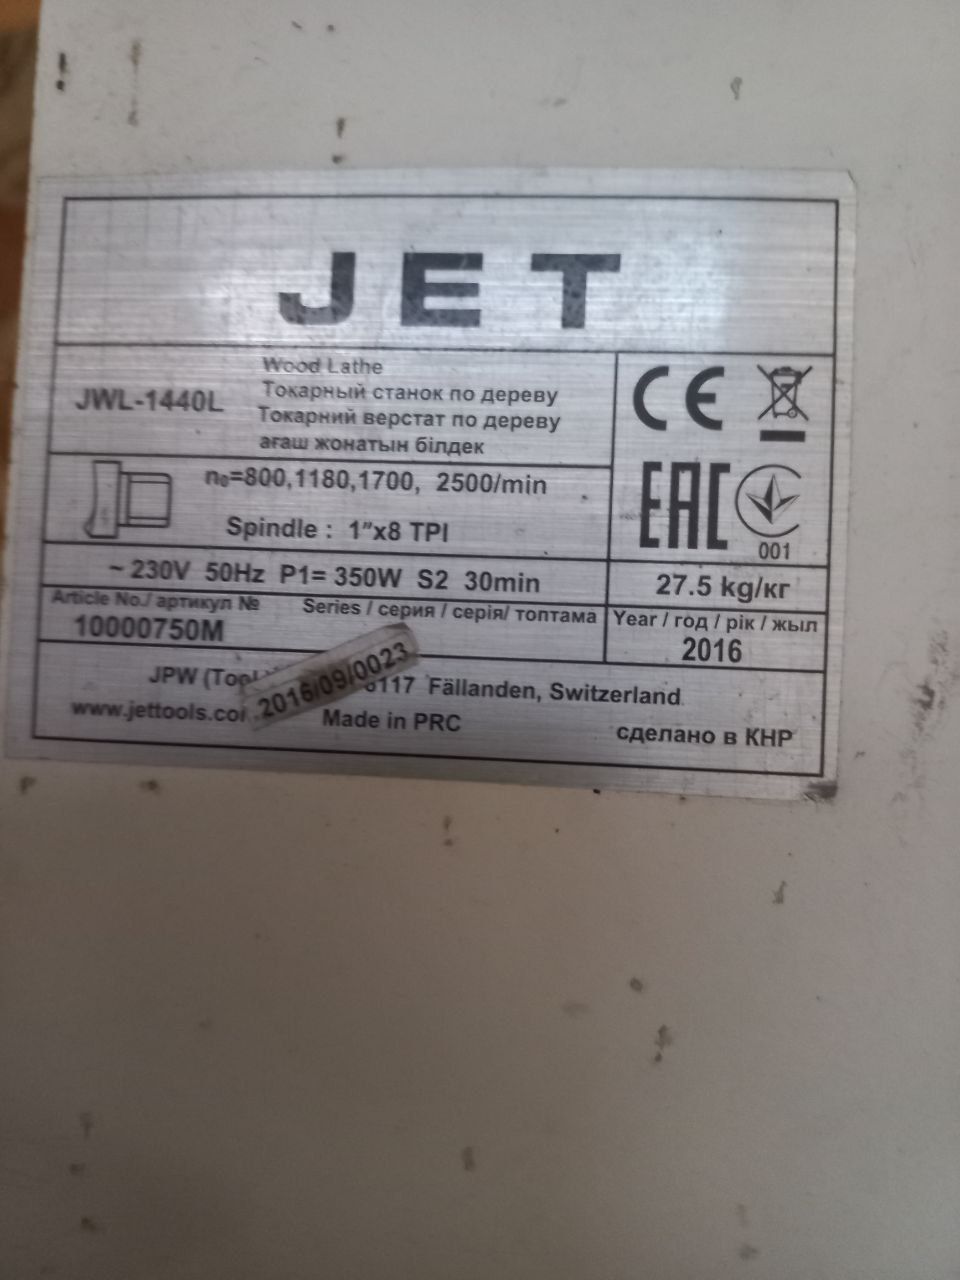 JET
JWL-1440L
Wood Lathe
Токарный станок по дереву
Токарний верстат по дереву
ағаш жонатын білдек
CE
n₀=800,1180,1700, 2500/min
Spindle : 1"x8 TPI
EAC
001
~ 230V 50Hz P1= 350W S2 30min
27.5 kg/кг
Article No./ артикул №
10000750M
Series / серия / серія/ топтама
Year / год / рік / жыл
2016
2016/09/0023
JPW (Tool 8117 Fällanden, Switzerland
www.jettools.co
Made in PRC
сделано в КНР